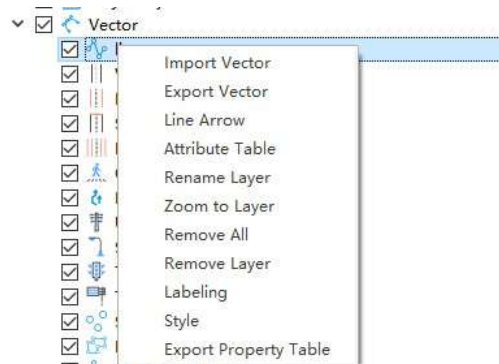 Vector
Import Vector
Export Vector
Line Arrow
Attribute Table
Rename Layer
Zoom to Layer
Remove All
Remove Layer
Labeling
Style
Export Property Table